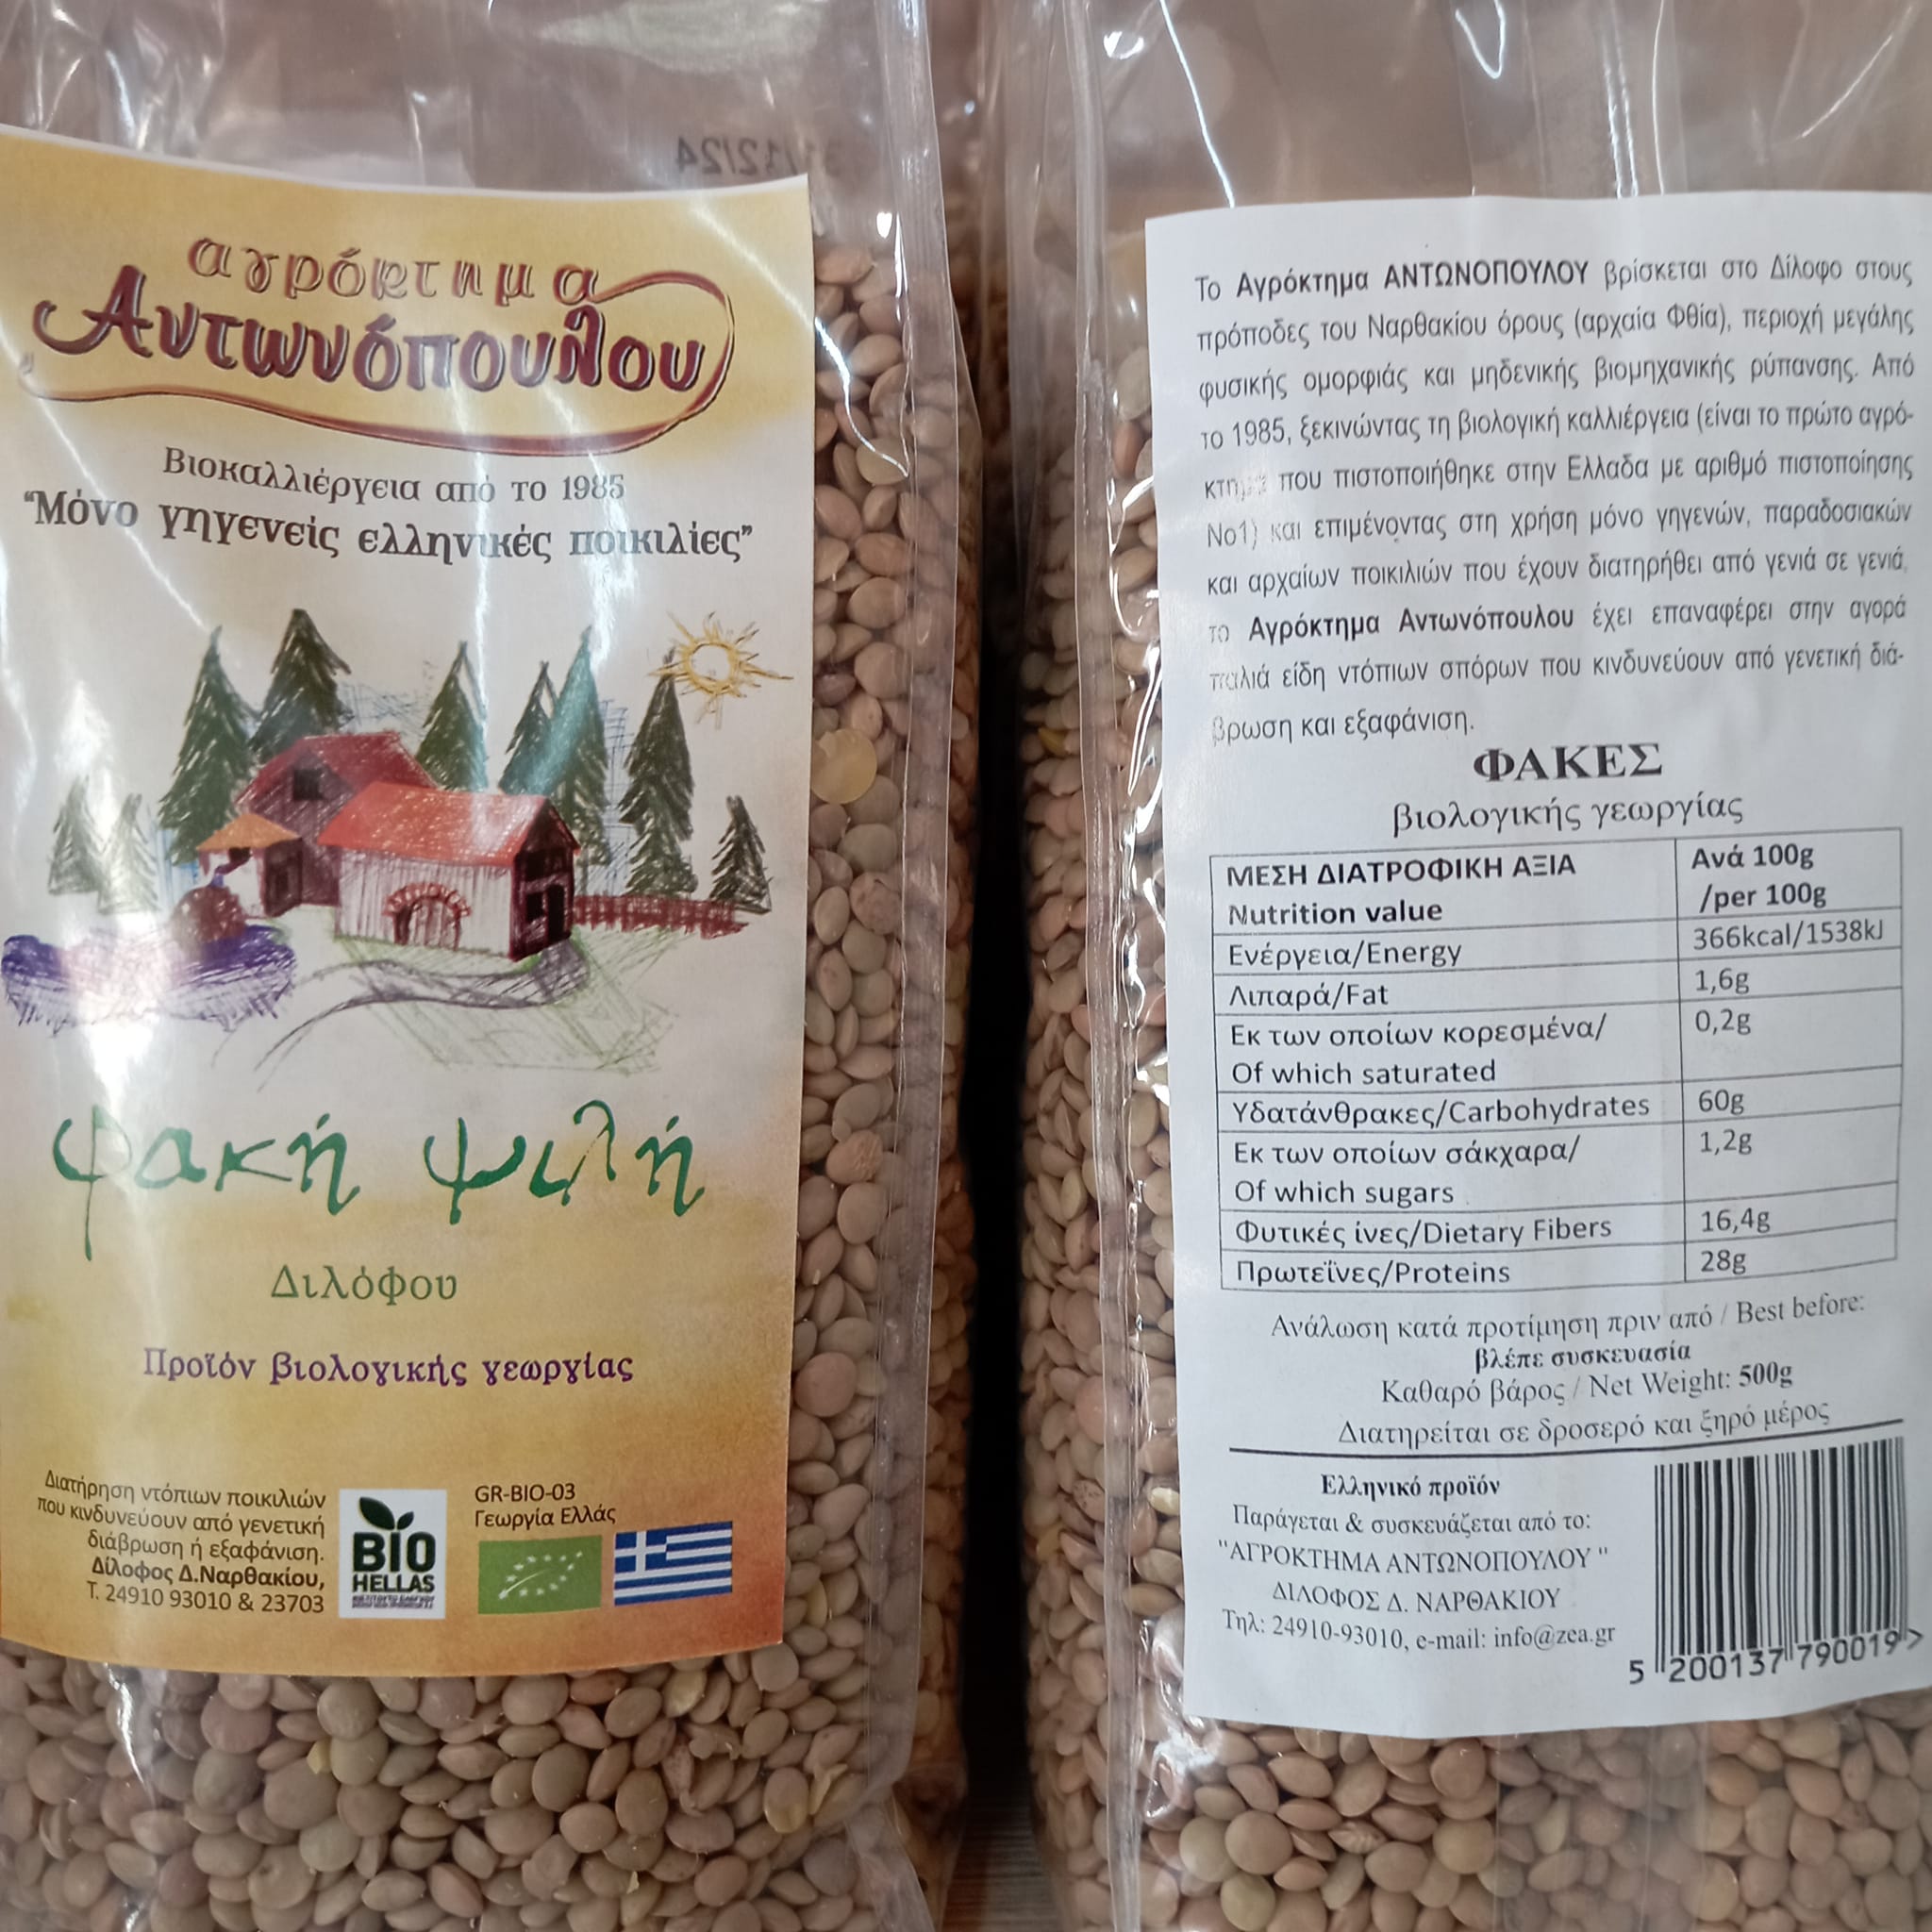 31/12/24
αγρόκτημα
Αντωνόπουλου
Βιοκαλλιέργεια από το 1985
“Μόνο γηγενείς ελληνικές ποικιλίες”
φακή ψιλή
Διλόφου
Προϊόν βιολογικής γεωργίας
Διατήρηση ντόπιων ποικιλιών
που κινδυνεύουν από γενετική
διάβρωση ή εξαφάνιση.
Δίλοφος Δ.Ναρθακίου,
Τ. 24910 93010 & 23703
BIO
HELLAS
GR-BIO-03
Γεωργία Ελλάς
Το Αγρόκτημα ΑΝΤΩΝΟΠΟΥΛΟΥ βρίσκεται στο Δίλοφο στους
πρόποδες του Ναρθακίου όρους (αρχαία Φθία), περιοχή μεγάλης
φυσικής ομορφιάς και μηδενικής βιομηχανικής ρύπανσης. Από
το 1985, ξεκινώντας τη βιολογική καλλιέργεια (είναι το πρώτο αγρό-
κτημα που πιστοποιήθηκε στην Ελλαδα με αριθμό πιστοποίησης
Νο1) και επιμένοντας στη χρήση μόνο γηγενών, παραδοσιακών
και αρχαίων ποικιλιών που έχουν διατηρήθει από γενιά σε γενιά,
το Αγρόκτημα Αντωνόπουλου έχει επαναφέρει στην αγορά
παλιά είδη ντόπιων σπόρων που κινδυνεύουν από γενετική διά-
βρωση και εξαφάνιση.
ΦΑΚΕΣ
βιολογικής γεωργίας
ΜΕΣΗ ΔΙΑΤΡΟΦΙΚΗ ΑΞΙΑ Ανά 100g
Nutrition value /per 100g
Ενέργεια/Energy 366kcal/1538kJ
Λιπαρά/Fat 1,6g
Εκ των οποίων κορεσμένα/ 0,2g
Of which saturated
Υδατάνθρακες/Carbohydrates 60g
Εκ των οποίων σάκχαρα/ 1,2g
Of which sugars
Φυτικές ίνες/Dietary Fibers 16,4g
Πρωτεΐνες/Proteins 28g
Ανάλωση κατά προτίμηση πριν από / Best before:
βλέπε συσκευασία
Καθαρό βάρος / Net Weight: 500g
Διατηρείται σε δροσερό και ξηρό μέρος
Ελληνικό προϊόν
Παράγεται & συσκευάζεται από το:
"ΑΓΡΟΚΤΗΜΑ ΑΝΤΩΝΟΠΟΥΛΟΥ "
ΔΙΛΟΦΟΣ Δ. ΝΑΡΘΑΚΙΟΥ
Τηλ: 24910-93010, e-mail: info@zea.gr
5 200137 790019 >